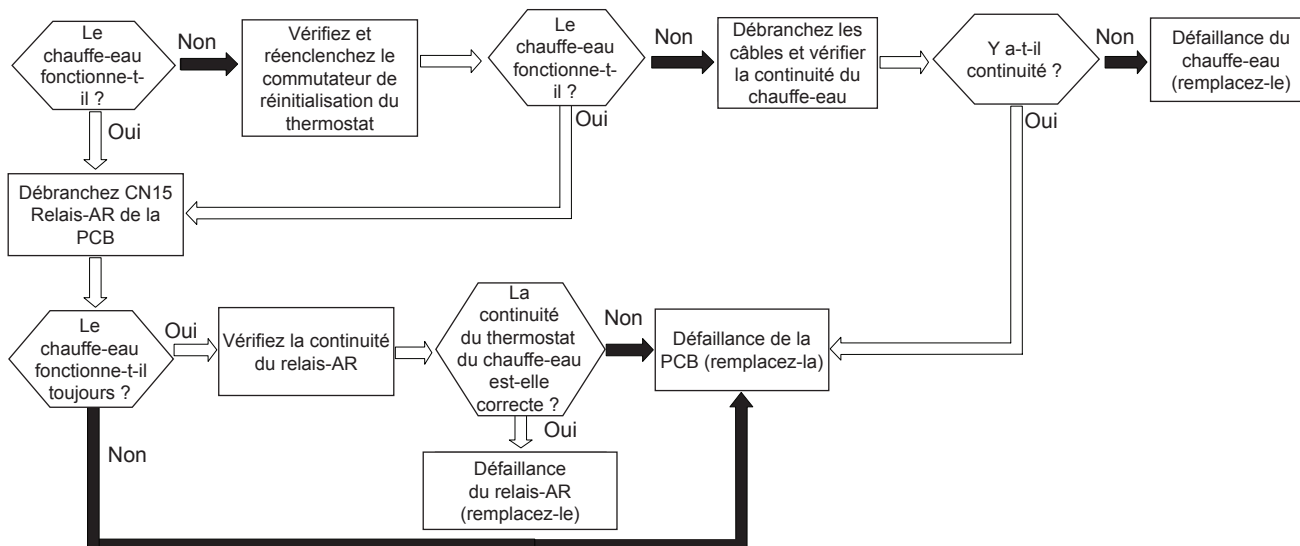 Le
chauffe-eau
fonctionne-t-
il ?
Non
Vérifiez et
réenclenchez le
commutateur de
réinitialisation du
thermostat
Le
chauffe-eau
fonctionne-t-
il ?
Non
Débranchez les
câbles et vérifier
la continuité du
chauffe-eau
Y a-t-il
continuité ?
Non
Défaillance du
chauffe-eau
(remplacez-le)
Oui
Oui
Oui
Débranchez CN15
Relais-AR de la
PCB
Le
chauffe-eau
fonctionne-t-il
toujours ?
Oui
Vérifiez la continuité
du relais-AR
La
continuité
du thermostat
du chauffe-eau
est-elle
correcte ?
Non
Défaillance de la
PCB (remplacez-la)
Oui
Non
Défaillance
du relais-AR
(remplacez-le)